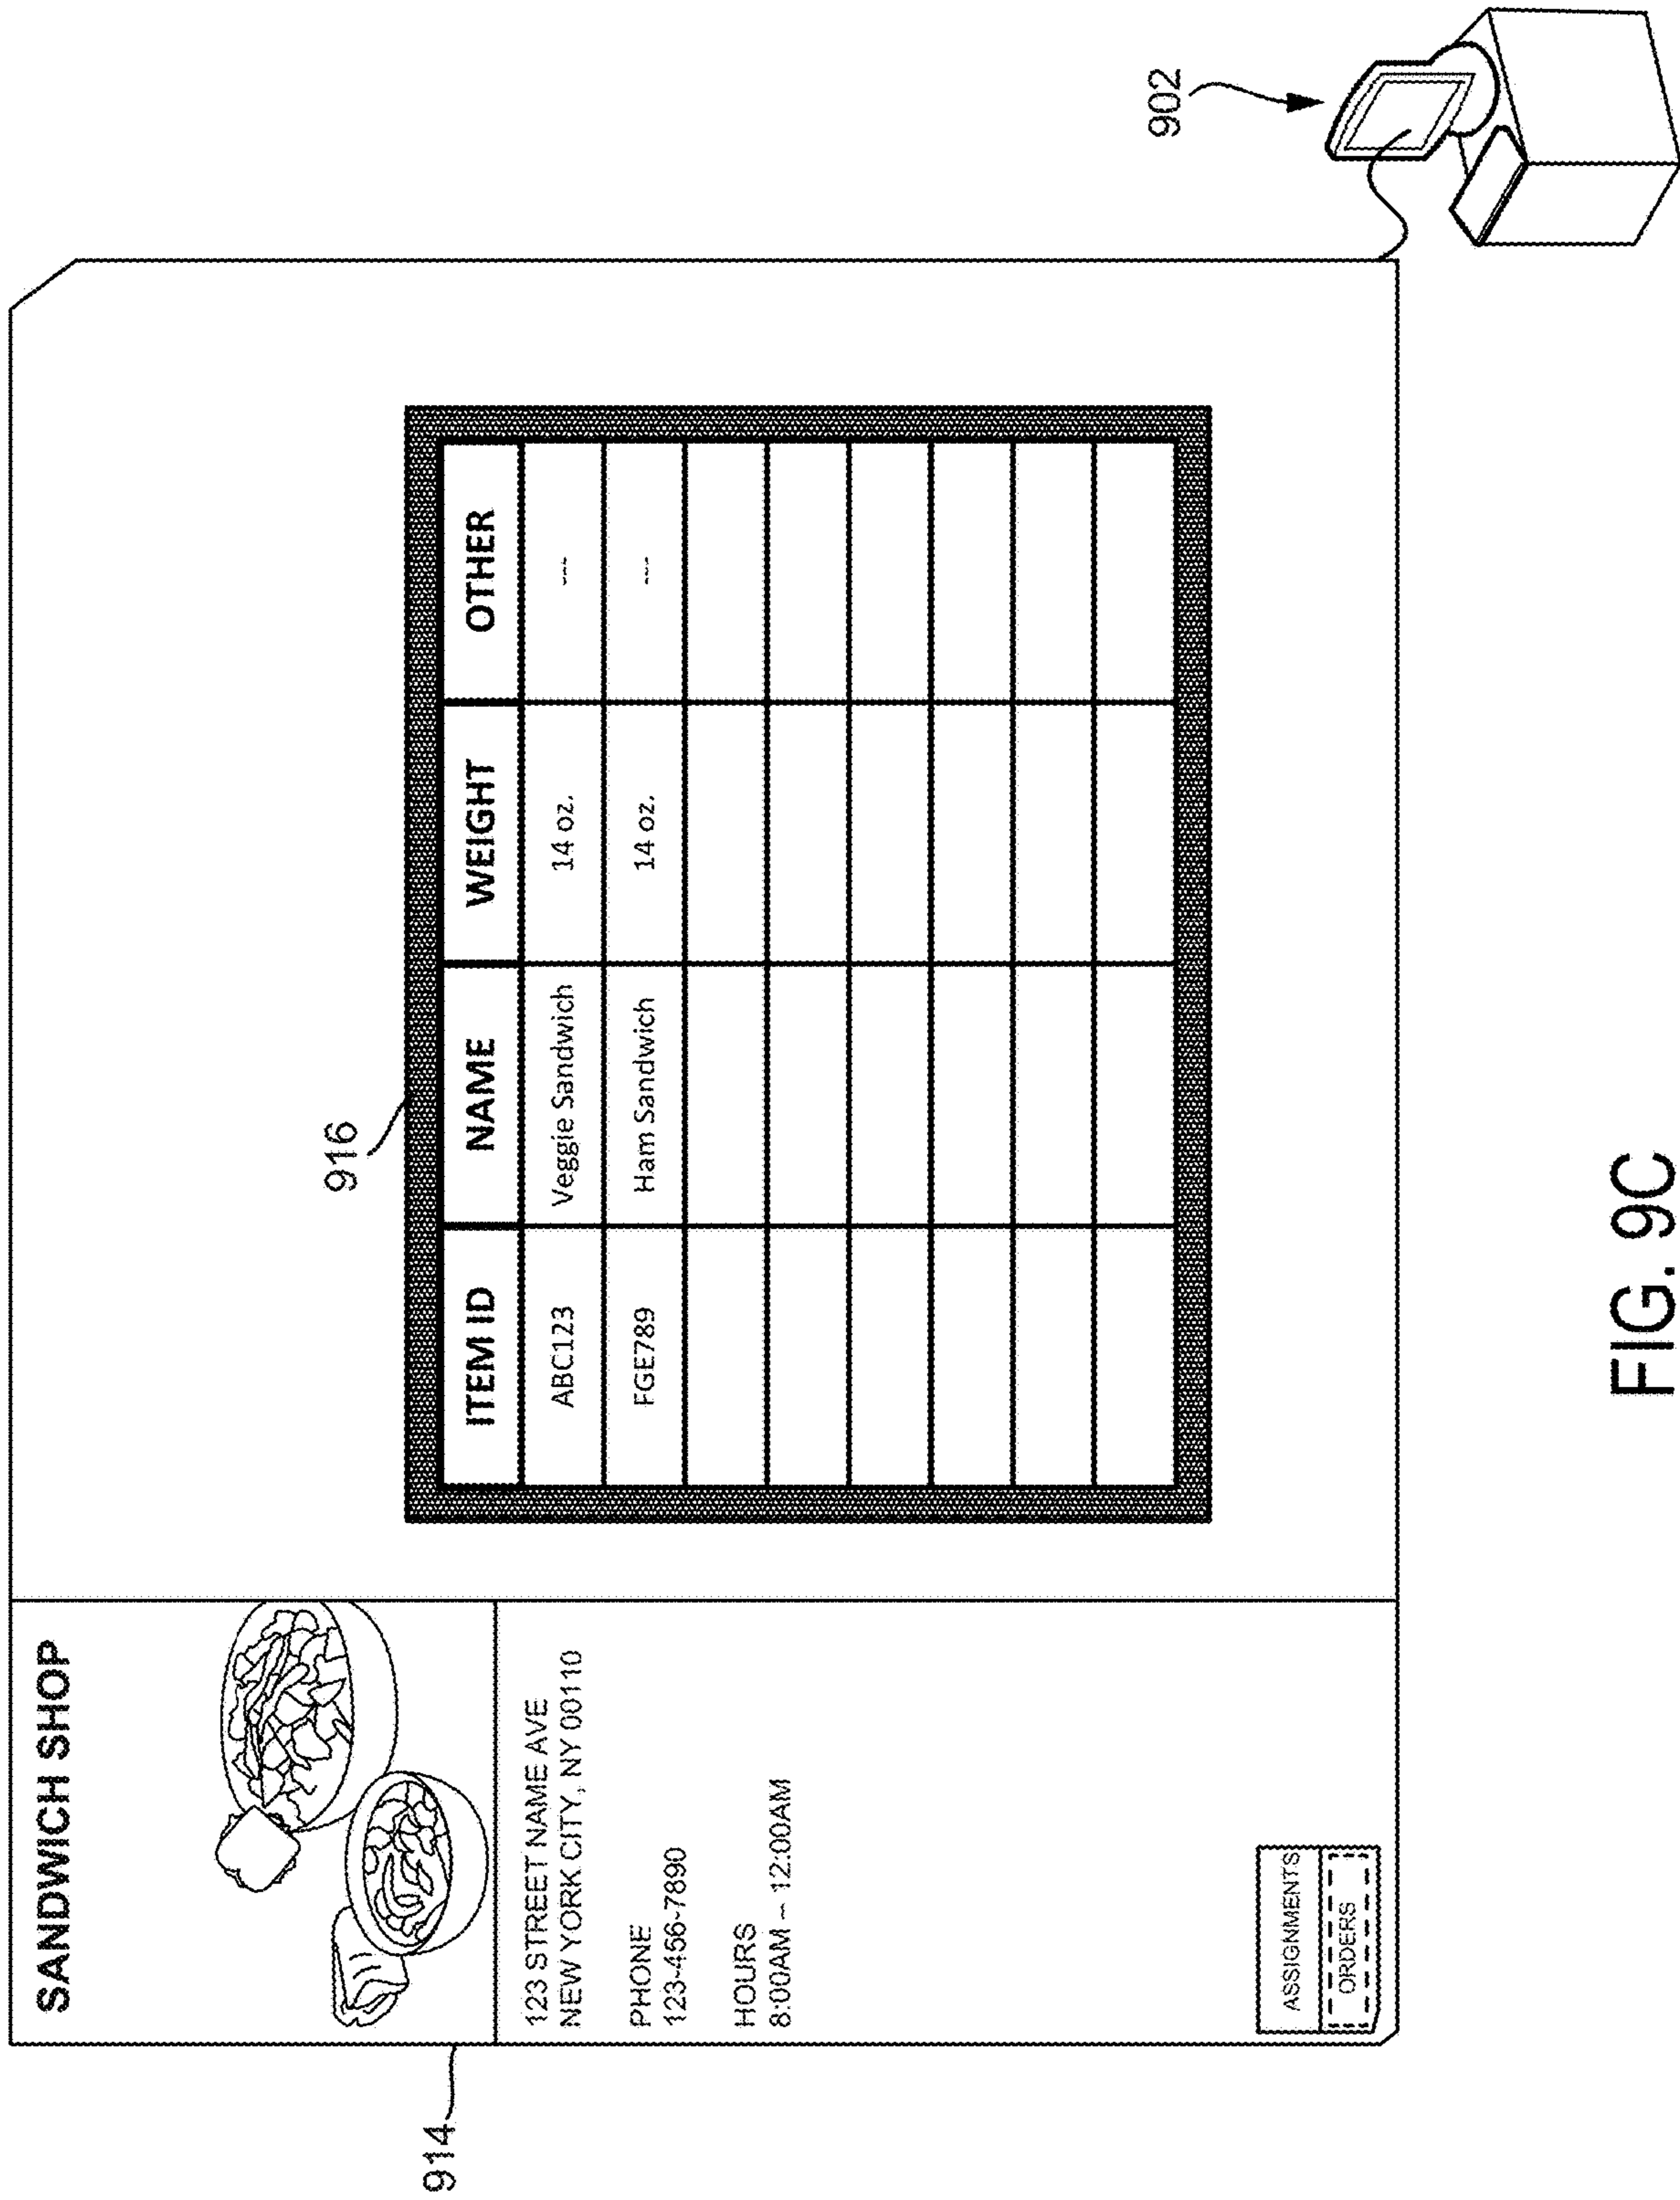 914
SANDWICH SHOP
123 STREET NAME AVE
NEW YORK CITY, NY 00110
PHONE
123-456-7890
HOURS
8:00AM – 12:00AM
ASSIGNMENTS
ORDERS
916
ITEM ID NAME WEIGHT OTHER
ABC123 Veggie Sandwich 14 oz. ---
FGE789 Ham Sandwich 14 oz. ---
902
FIG. 9C